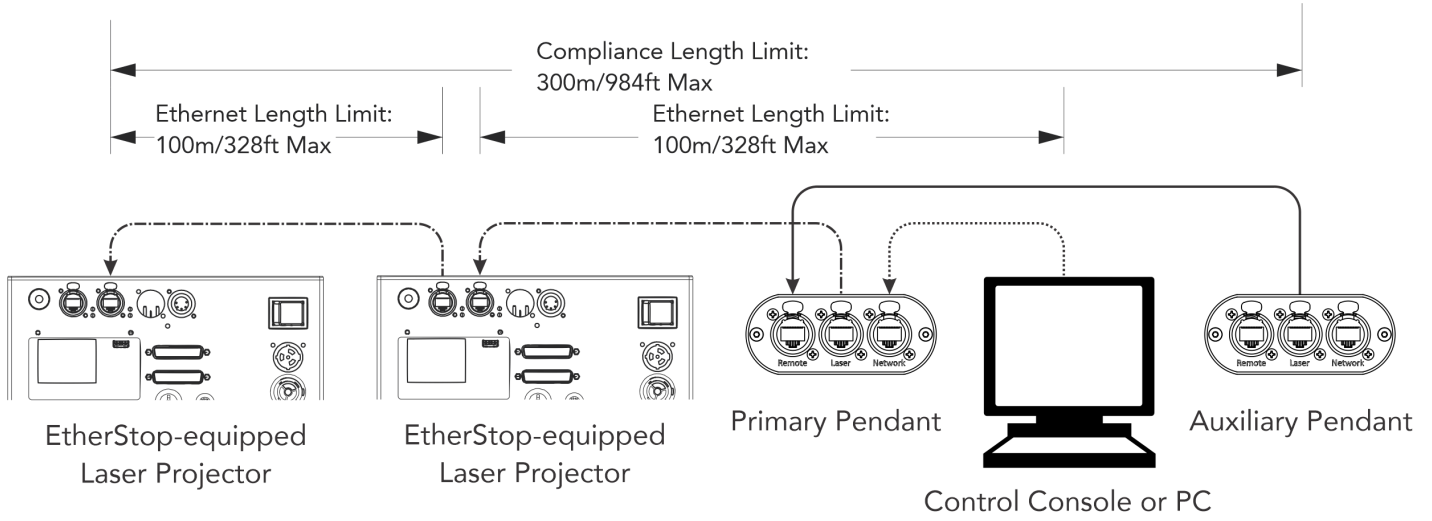 Compliance Length Limit:
300m/984ft Max
Ethernet Length Limit:
100m/328ft Max
Ethernet Length Limit:
100m/328ft Max
Remote Laser Network
Remote Laser Network
EtherStop-equipped
Laser Projector
EtherStop-equipped
Laser Projector
Primary Pendant
Auxiliary Pendant
Control Console or PC